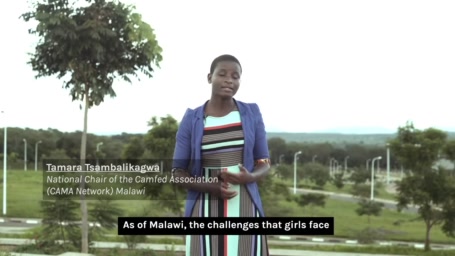 Tamara Tsambalikagwa
National Chair of the Camfed Association
(CAMA Network) Malawi
As of Malawi, the challenges that girls face